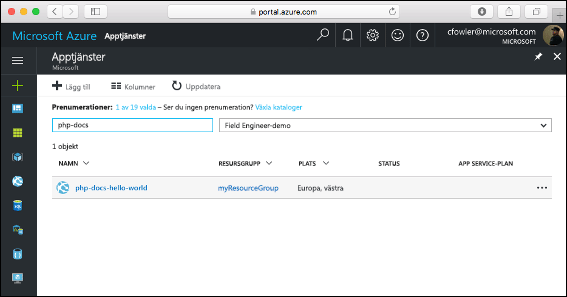 portal.azure.com
Microsoft Azure Apptjänster
cfowler@microsoft.com
MICROSOFT
Apptjänster
Microsoft
Lägg till Kolumner Uppdatera
Prenumerationer: 1 av 19 valda – Ser du ingen prenumeration? Växla kataloger
php-docs Field Engineer-demo
1 objekt
NAMN RESURSGRUPP PLATS STATUS APP SERVICE-PLAN
php-docs-hello-world myResourceGroup Europa, västra